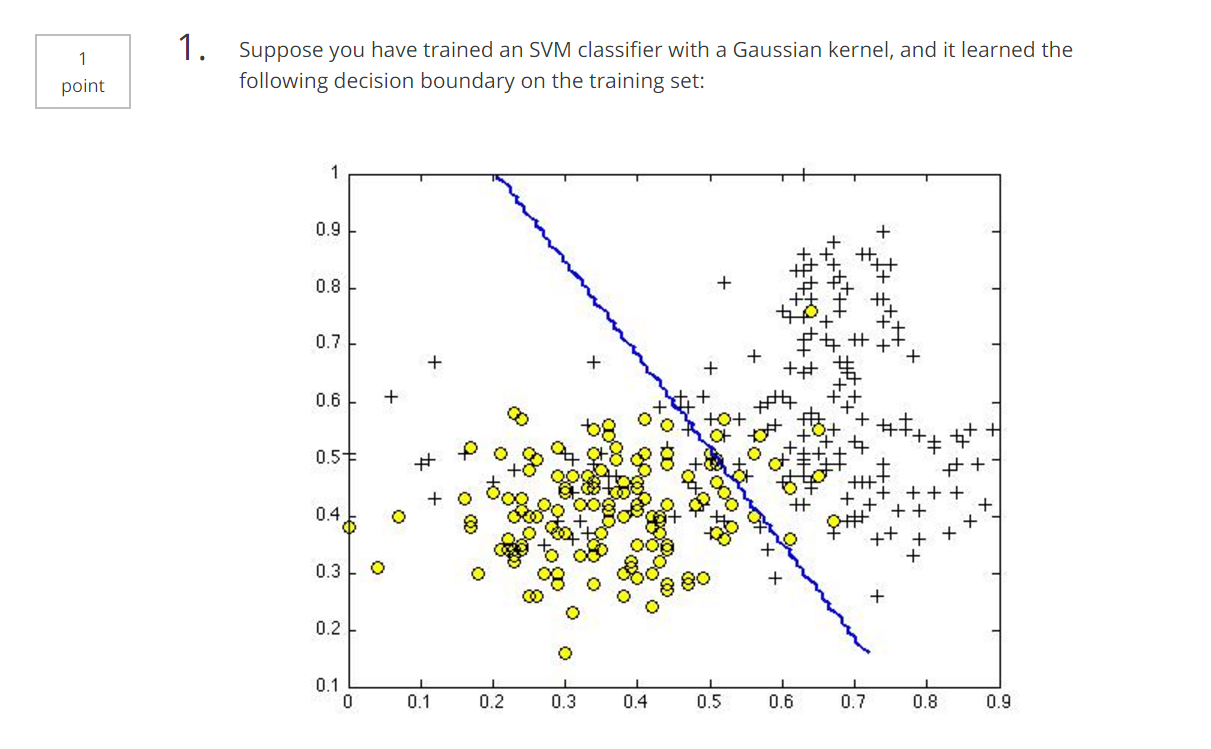 1
point
1. Suppose you have trained an SVM classifier with a Gaussian kernel, and it learned the
following decision boundary on the training set:
1
0.9
0.8
0.7
0.6
0.5
0.4
0.3
0.2
0.1
0 0.1 0.2 0.3 0.4 0.5 0.6 0.7 0.8 0.9